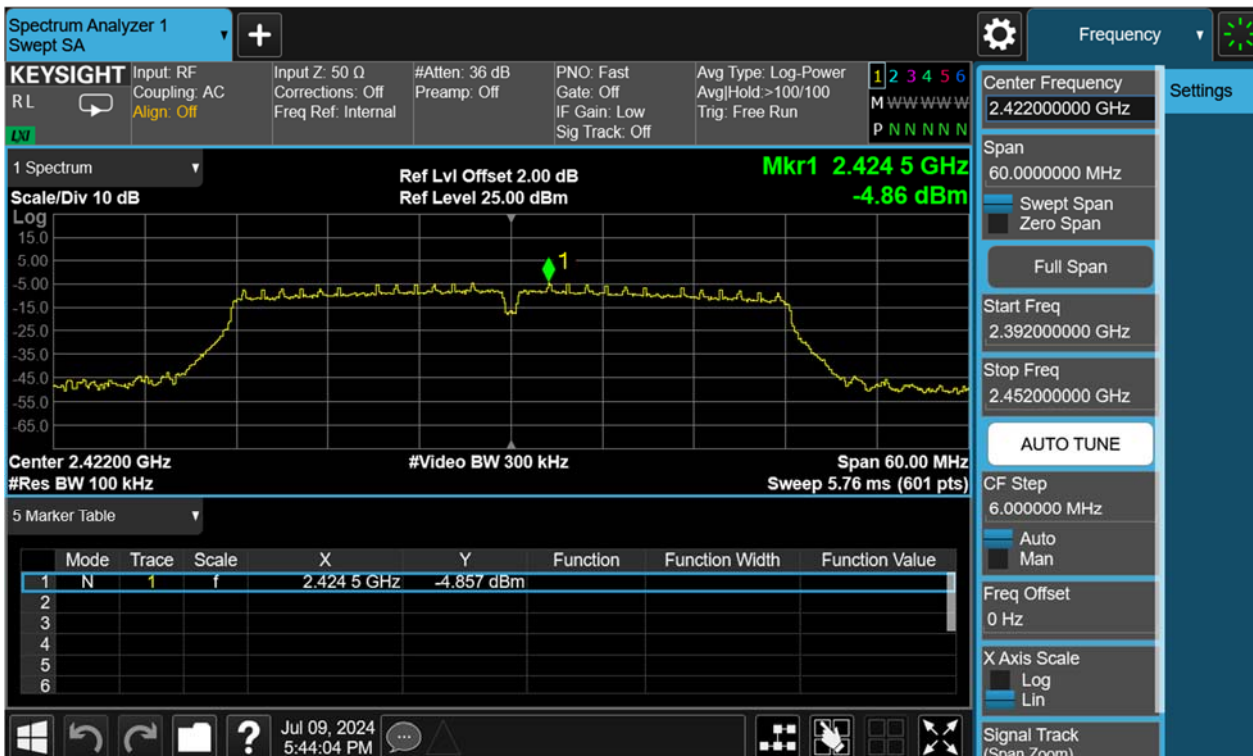 Spectrum Analyzer 1
Swept SA
+
Frequency
KEYSIGHT
R L
LXI
Input: RF
Coupling: AC
Align: Off
Input Z: 50 Ω
Corrections: Off
Freq Ref: Internal
#Atten: 36 dB
Preamp: Off
PNO: Fast
Gate: Off
IF Gain: Low
Sig Track: Off
Avg Type: Log-Power
Avg|Hold:>100/100
Trig: Free Run
1 2 3 4 5 6
M W W W W W
P N N N N N
1 Spectrum
Scale/Div 10 dB
Ref Lvl Offset 2.00 dB
Ref Level 25.00 dBm
Mkr1 2.424 5 GHz
-4.86 dBm
Log
15.0
5.00
-5.00
-15.0
-25.0
-35.0
-45.0
-55.0
-65.0
1
Center 2.42200 GHz
#Res BW 100 kHz
#Video BW 300 kHz
Span 60.00 MHz
Sweep 5.76 ms (601 pts)
5 Marker Table
Mode Trace Scale X Y Function Function Width Function Value
1 N 1 f 2.424 5 GHz -4.857 dBm
2
3
4
5
6
?
Jul 09, 2024
5:44:04 PM
Center Frequency
2.422000000 GHz
Settings
Span
60.0000000 MHz
Swept Span
Zero Span
Full Span
Start Freq
2.392000000 GHz
Stop Freq
2.452000000 GHz
AUTO TUNE
CF Step
6.000000 MHz
Auto
Man
Freq Offset
0 Hz
X Axis Scale
Log
Lin
Signal Track
(Span Zoom)